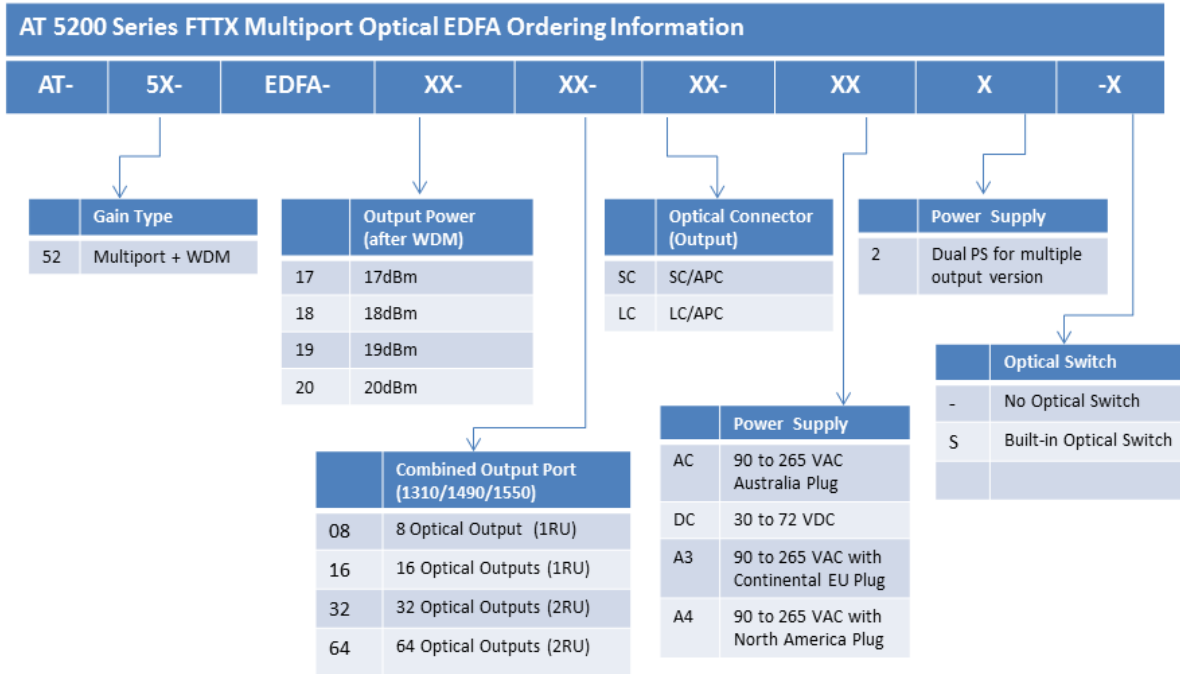 AT 5200 Series FTTX Multiport Optical EDFA Ordering Information
AT- 5X- EDFA- XX- XX- XX- XX X -X
Gain Type
52 Multiport + WDM
Output Power
(after WDM)
17 17dBm
18 18dBm
19 19dBm
20 20dBm
Optical Connector
(Output)
SC SC/APC
LC LC/APC
Power Supply
2 Dual PS for multiple
output version
Optical Switch
- No Optical Switch
S Built-in Optical Switch
Combined Output Port
(1310/1490/1550)
08 8 Optical Output (1RU)
16 16 Optical Outputs (1RU)
32 32 Optical Outputs (2RU)
64 64 Optical Outputs (2RU)
Power Supply
AC 90 to 265 VAC
Australia Plug
DC 30 to 72 VDC
A3 90 to 265 VAC with
Continental EU Plug
A4 90 to 265 VAC with
North America Plug